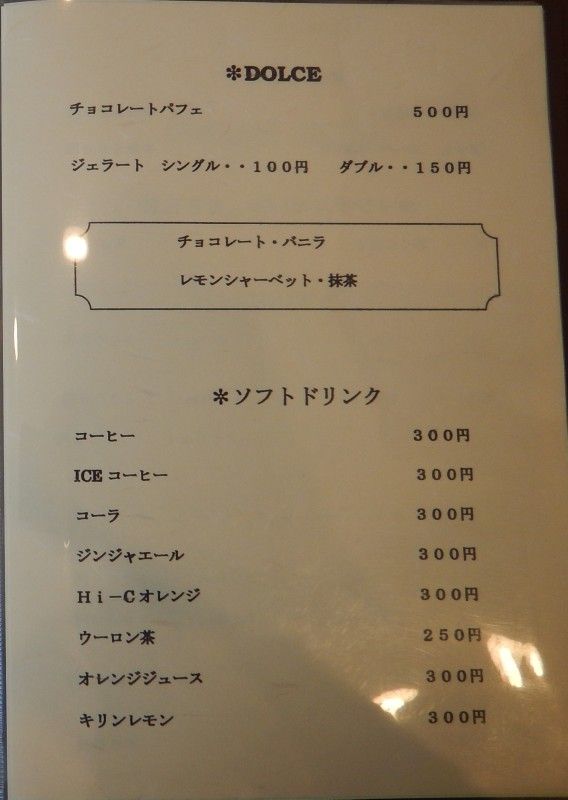 ＊DOLCE
チョコレートパフェ ５００円
ジェラート シングル・・１００円 ダブル・・１５０円
チョコレート・バニラ
レモンシャーベット・抹茶
＊ソフトドリンク
コーヒー ３００円
ICE コーヒー ３００円
コーラ ３００円
ジンジャエール ３００円
Ｈｉ－Ｃオレンジ ３００円
ウーロン茶 ２５０円
オレンジジュース ３００円
キリンレモン ３００円